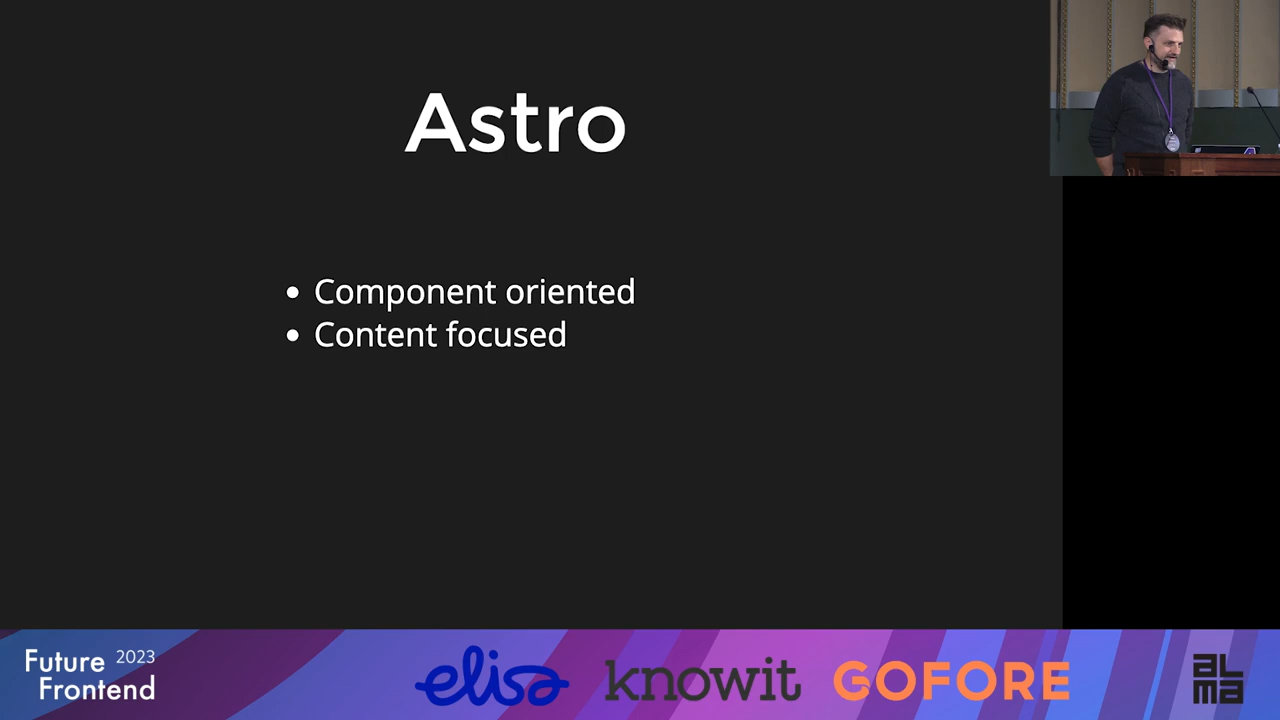 Astro
Component oriented
Content focused
Future 2023
Frontend
elisa
knowit
GOFORE
ALMA